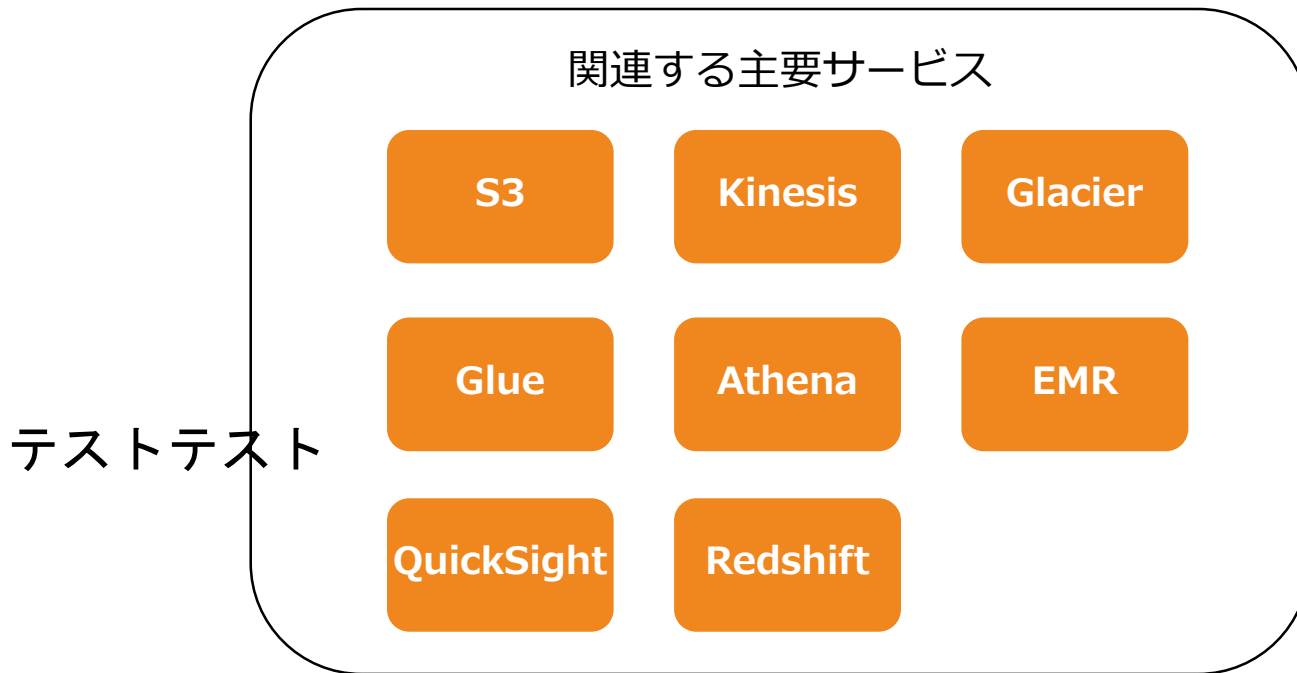 関連する主要サービス
S3
Kinesis
Glacier
Glue
Athena
EMR
テストテスト
QuickSight
Redshift